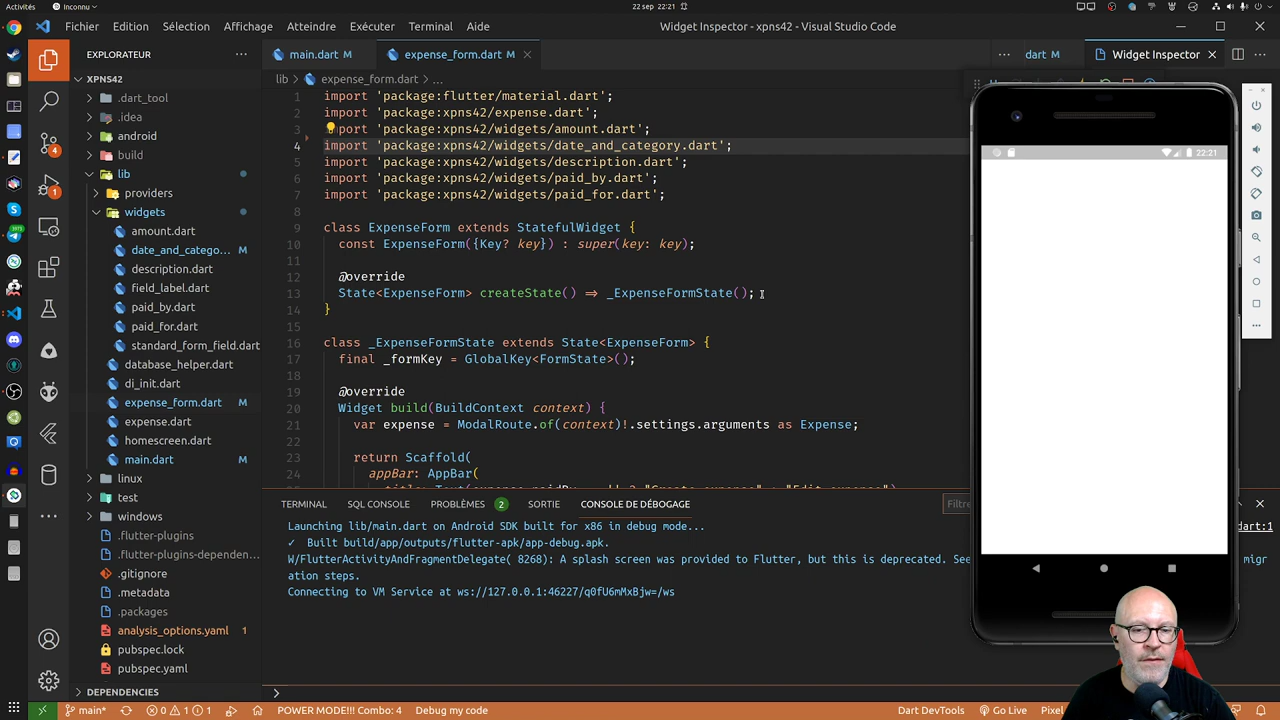 Activités
Inconnu
22 sep 22:21
Fichier Edition Sélection Affichage Atteindre Exécuter Terminal Aide
Widget Inspector - xpns42 - Visual Studio Code
EXPLORATEUR
main.dart M
expense_form.dart M
dart M
Widget Inspector
XPNS42
lib > expense_form.dart > ...
.dart_tool
.idea
android
build
lib
providers
widgets
amount.dart
date_and_catego... M
description.dart
field_label.dart
paid_by.dart
paid_for.dart
standard_form_field.dart
database_helper.dart
di_init.dart
expense_form.dart M
expense.dart
homescreen.dart
main.dart M
linux
test
windows
.flutter-plugins
.flutter-plugins-dependen...
.gitignore
.metadata
.packages
analysis_options.yaml 1
pubspec.lock
pubspec.yaml
DEPENDENCIES
4
1
1 import 'package:flutter/material.dart';
2 import 'package:xpns42/expense.dart';
3 import 'package:xpns42/widgets/amount.dart';
4 import 'package:xpns42/widgets/date_and_category.dart';
5 import 'package:xpns42/widgets/description.dart';
6 import 'package:xpns42/widgets/paid_by.dart';
7 import 'package:xpns42/widgets/paid_for.dart';
8
9 class ExpenseForm extends StatefulWidget {
10 const ExpenseForm({Key? key}) : super(key: key);
11
12 @override
13 State<ExpenseForm> createState() => _ExpenseFormState();
14 }
15
16 class _ExpenseFormState extends State<ExpenseForm> {
17 final _formKey = GlobalKey<FormState>();
18
19 @override
20 Widget build(BuildContext context) {
21 var expense = ModalRoute.of(context)!.settings.arguments as Expense;
22
23 return Scaffold(
24 appBar: AppBar(
22:21
TERMINAL SQL CONSOLE PROBLÈMES 2 SORTIE CONSOLE DE DÉBOGAGE
Filtre
Launching lib/main.dart on Android SDK built for x86 in debug mode...
dart:1
✓ Built build/app/outputs/flutter-apk/app-debug.apk.
W/FlutterActivityAndFragmentDelegate( 8268): A splash screen was provided to Flutter, but this is deprecated. See
migr
ation steps.
Connecting to VM Service at ws://127.0.0.1:46227/q0fU6mMxBjw=/ws
main* 0 1 1 POWER MODE!!! Combo: 4 Debug my code Dart DevTools Go Live Pixel